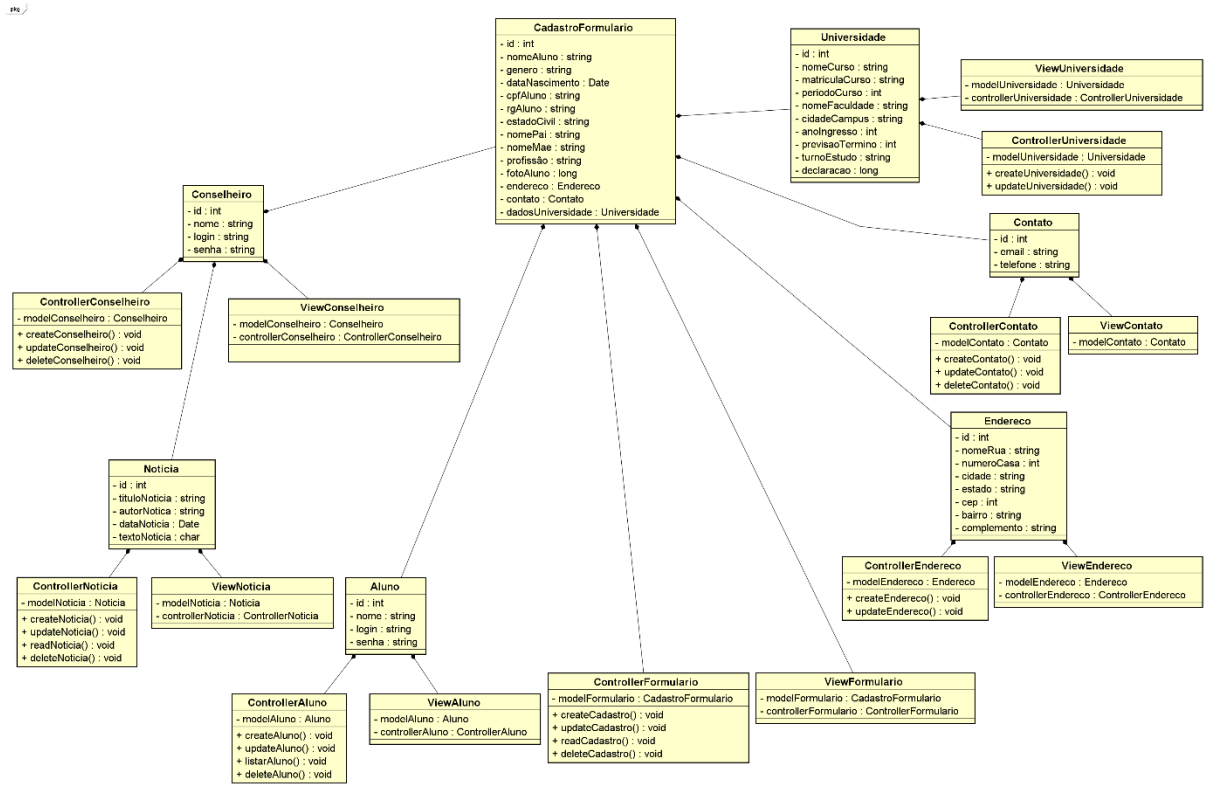 pkg
CadastroFormulario
- id : int
- nomeAluno : string
- genero : string
- dataNascimento : Date
- cpfAluno : string
- rgAluno : string
- estadoCivil : string
- nomePai : string
- nomeMae : string
- profissão : string
- fotoAluno : long
- endereco : Endereco
- contato : Contato
- dadosUniversidade : Universidade
Universidade
- id : int
- nomeCurso : string
- matriculaCurso : string
- periodoCurso : int
- nomeFaculdade : string
- cidadeCampus : string
- anoIngresso : int
- previsaoTermino : int
- turnoEstudo : string
- declaracao : long
ViewUniversidade
- modelUniversidade : Universidade
- controllerUniversidade : ControllerUniversidade
ControllerUniversidade
- modelUniversidade : Universidade
+ createUniversidade() : void
+ updateUniversidade() : void
Conselheiro
- id : int
- nome : string
- login : string
- senha : string
Contato
- id : int
- email : string
- telefone : string
ControllerConselheiro
- modelConselheiro : Conselheiro
+ createConselheiro() : void
+ updateConselheiro() : void
+ deleteConselheiro() : void
ViewConselheiro
- modelConselheiro : Conselheiro
- controllerConselheiro : ControllerConselheiro
ControllerContato
- modelContato : Contato
+ createContato() : void
+ updateContato() : void
+ deleteContato() : void
ViewContato
- modelContato : Contato
Endereco
- id : int
- nomeRua : string
- numeroCasa : int
- cidade : string
- estado : string
- cep : int
- bairro : string
- complemento : string
Noticia
- id : int
- tituloNoticia : string
- autorNotica : string
- dataNoticia : Date
- textoNoticia : char
ControllerEndereco
- modelEndereco : Endereco
+ createEndereco() : void
+ updateEndereco() : void
ViewEndereco
- modelEndereco : Endereco
- controllerEndereco : ControllerEndereco
ControllerNoticia
- modelNoticia : Noticia
+ createNoticia() : void
+ updateNoticia() : void
+ readNoticia() : void
+ deleteNoticia() : void
ViewNoticia
- modelNoticia : Noticia
- controllerNoticia : ControllerNoticia
Aluno
- id : int
- nome : string
- login : string
- senha : string
ControllerAluno
- modelAluno : Aluno
+ createAluno() : void
+ updateAluno() : void
+ listarAluno() : void
+ deleteAluno() : void
ViewAluno
- modelAluno : Aluno
- controllerAluno : ControllerAluno
ControllerFormulario
- modelFormulario : CadastroFormulario
+ createCadastro() : void
+ updateCadastro() : void
+ readCadastro() : void
+ deleteCadastro() : void
ViewFormulario
- modelFormulario : CadastroFormulario
- controllerFormulario : ControllerFormulario